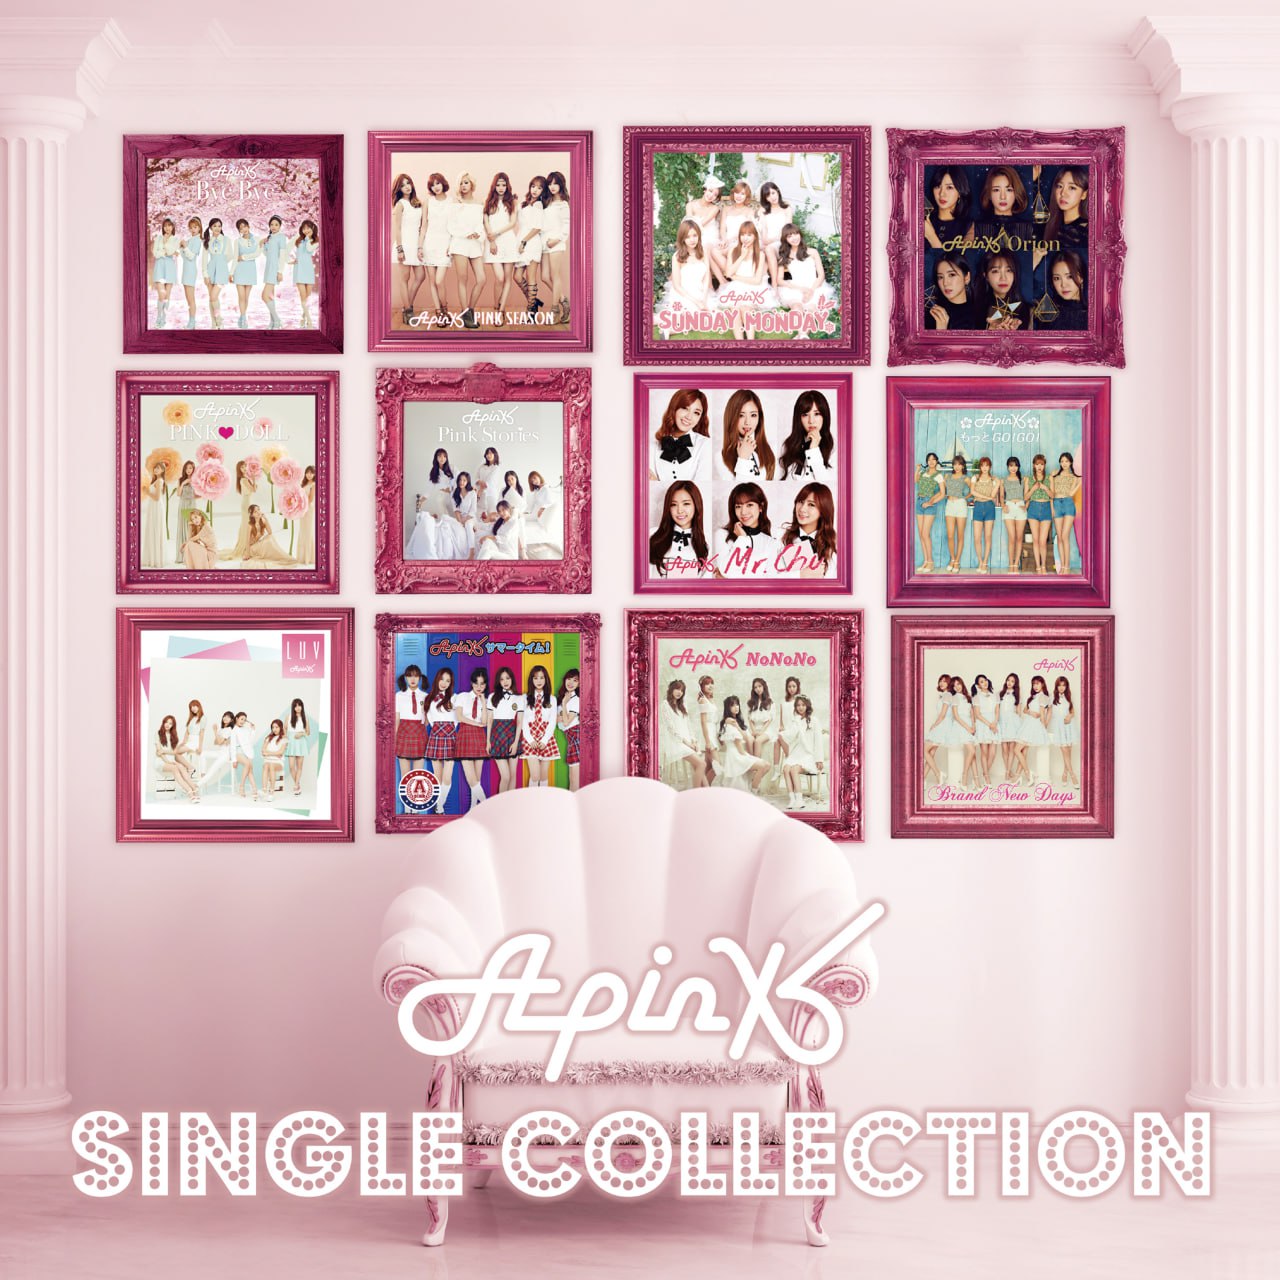 Apink
Bye Bye
Apink PINK SEASON
Apink
SUNDAY MONDAY
Apink Orion
Apink
PINK♥DOLL
Apink
Pink Stories
Apink Mr. Chu
Apink
もっとGO!GO!
LUV
Apink
Apink サマータイム!
A
Apink NoNoNo
Apink
Brand New Days
Apink
SINGLE COLLECTION